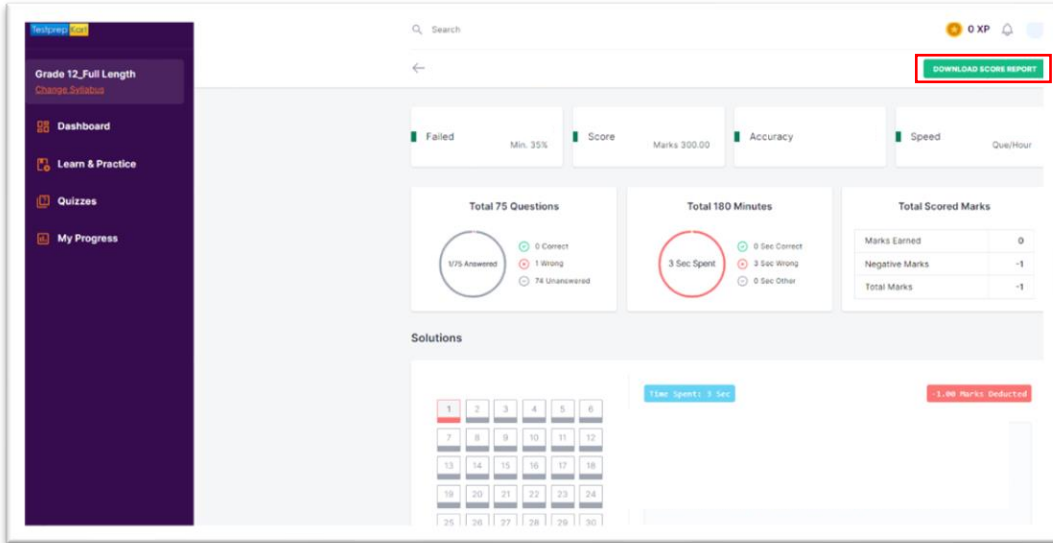 Testprep Kart
Search
0 XP
Grade 12_Full Length
Change Syllabus
DOWNLOAD SCORE REPORT
Dashboard
Learn & Practice
Quizzes
My Progress
Failed
Min. 35%
Score
Marks 300.00
Accuracy
Speed
Que/Hour
Total 75 Questions
1/75 Answered
0 Correct
1 Wrong
74 Unanswered
Total 180 Minutes
3 Sec Spent
0 Sec Correct
3 Sec Wrong
0 Sec Other
Total Scored Marks
Marks Earned 0
Negative Marks -1
Total Marks -1
Solutions
1 2 3 4 5 6
7 8 9 10 11 12
13 14 15 16 17 18
19 20 21 22 23 24
25 26 27 28 29 30
Time Spent: 3 Sec
-1.00 Marks Deducted